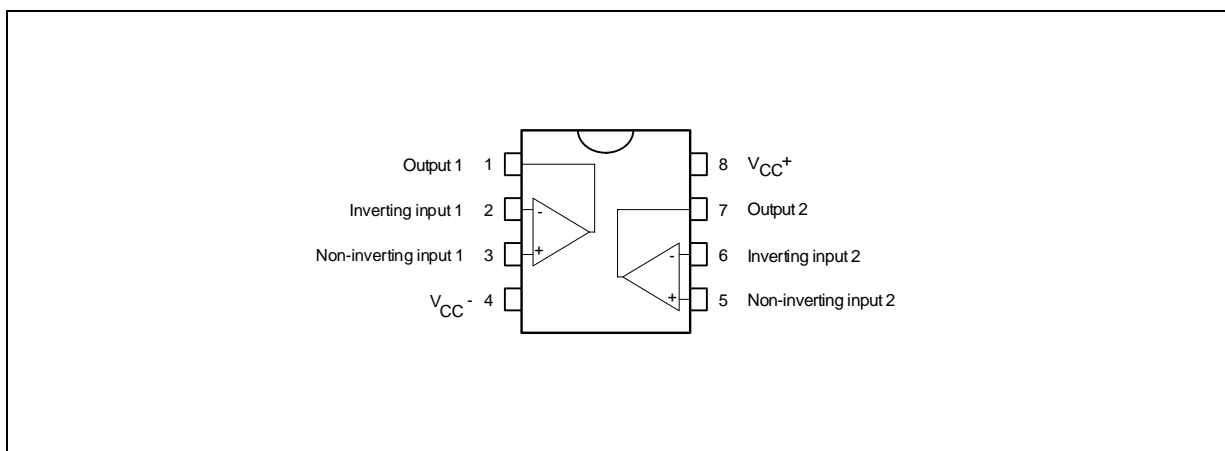 Output 1 1
Inverting input 1 2
-
Non-inverting input 1 3
+
VCC - 4
8 VCC+
7 Output 2
- 6 Inverting input 2
+ 5 Non-inverting input 2